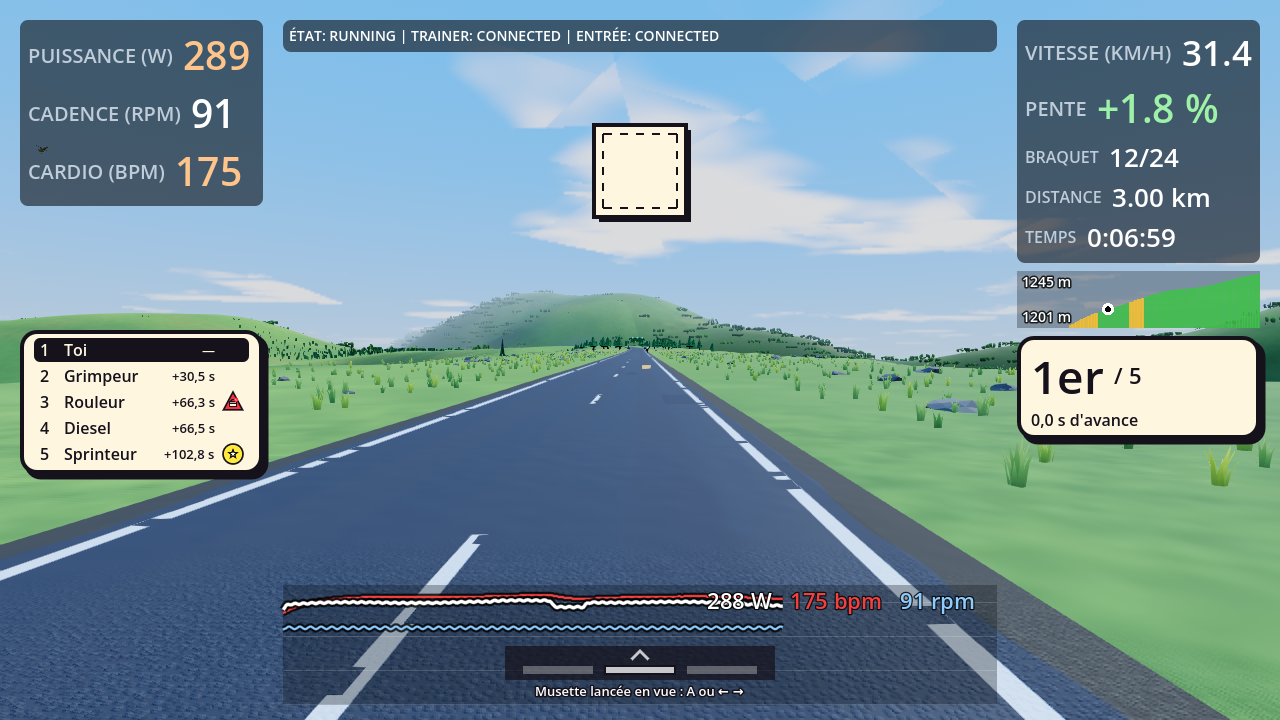 PUISSANCE (W) 289
CADENCE (RPM) 91
CARDIO (BPM) 175
ÉTAT: RUNNING | TRAINER: CONNECTED | ENTRÉE: CONNECTED
VITESSE (KM/H) 31.4
PENTE +1.8 %
BRAQUET 12/24
DISTANCE 3.00 km
TEMPS 0:06:59
1245 m
1201 m
1 Toi —
2 Grimpeur +30,5 s
3 Rouleur +66,3 s
4 Diesel +66,5 s
5 Sprinteur +102,8 s
1er / 5
0,0 s d'avance
288 W 175 bpm 91 rpm
Musette lancée en vue : A ou ← →